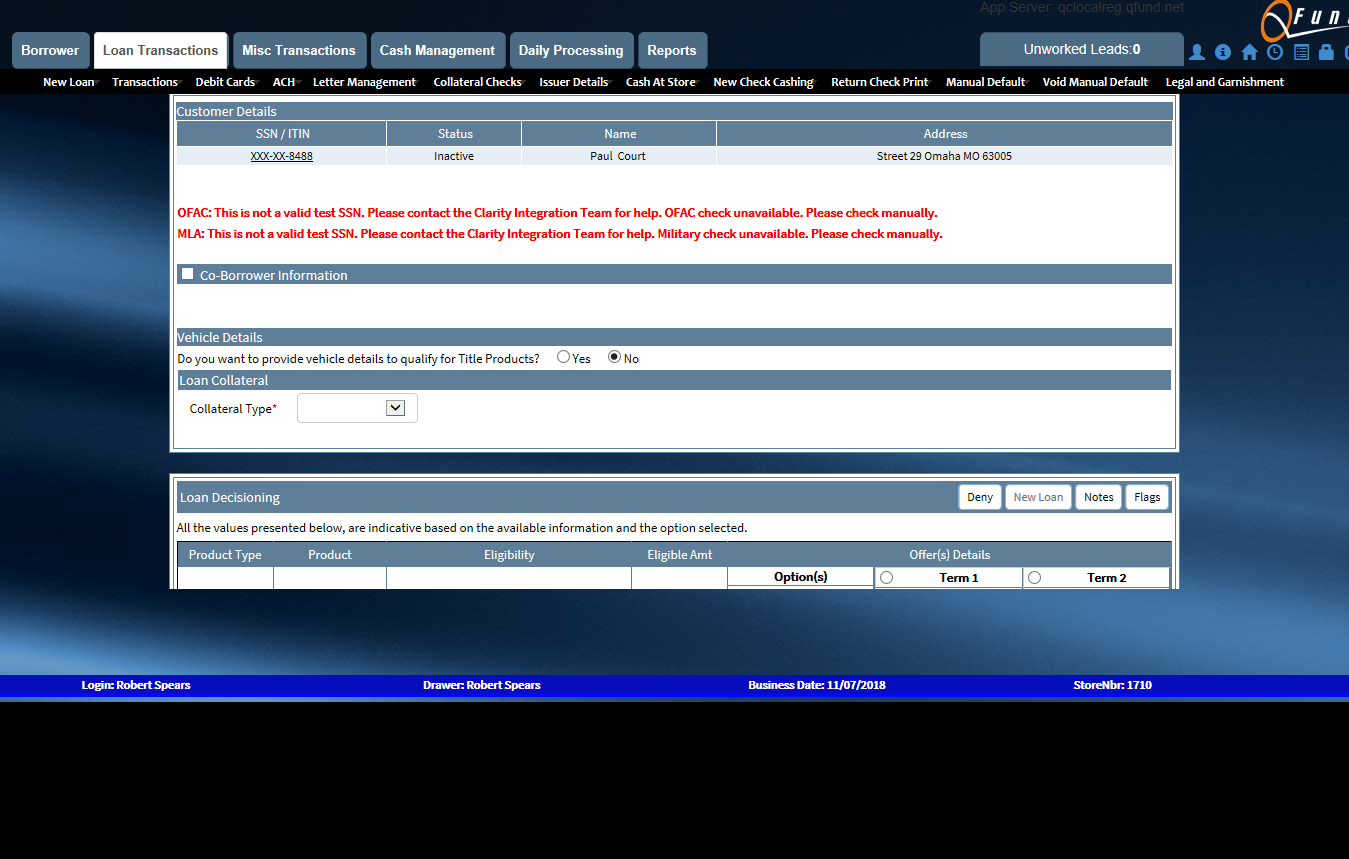 App Server: qclocalreg.qfund.net
QFun
Borrower Loan Transactions Misc Transactions Cash Management Daily Processing Reports Unworked Leads:0
New Loan Transactions Debit Cards ACH Letter Management Collateral Checks Issuer Details Cash At Store New Check Cashing Return Check Print Manual Default Void Manual Default Legal and Garnishment
Customer Details
SSN / ITIN Status Name Address
XXX-XX-8488 Inactive Paul Court Street 29 Omaha MO 63005
OFAC: This is not a valid test SSN. Please contact the Clarity Integration Team for help. OFAC check unavailable. Please check manually.
MLA: This is not a valid test SSN. Please contact the Clarity Integration Team for help. Military check unavailable. Please check manually.
Co-Borrower Information
Vehicle Details
Do you want to provide vehicle details to qualify for Title Products? Yes No
Loan Collateral
Collateral Type*
Loan Decisioning Deny New Loan Notes Flags
All the values presented below, are indicative based on the available information and the option selected.
Product Type Product Eligibility Eligible Amt Offer(s) Details
Option(s) Term 1 Term 2
Login: Robert Spears Drawer: Robert Spears Business Date: 11/07/2018 StoreNbr: 1710